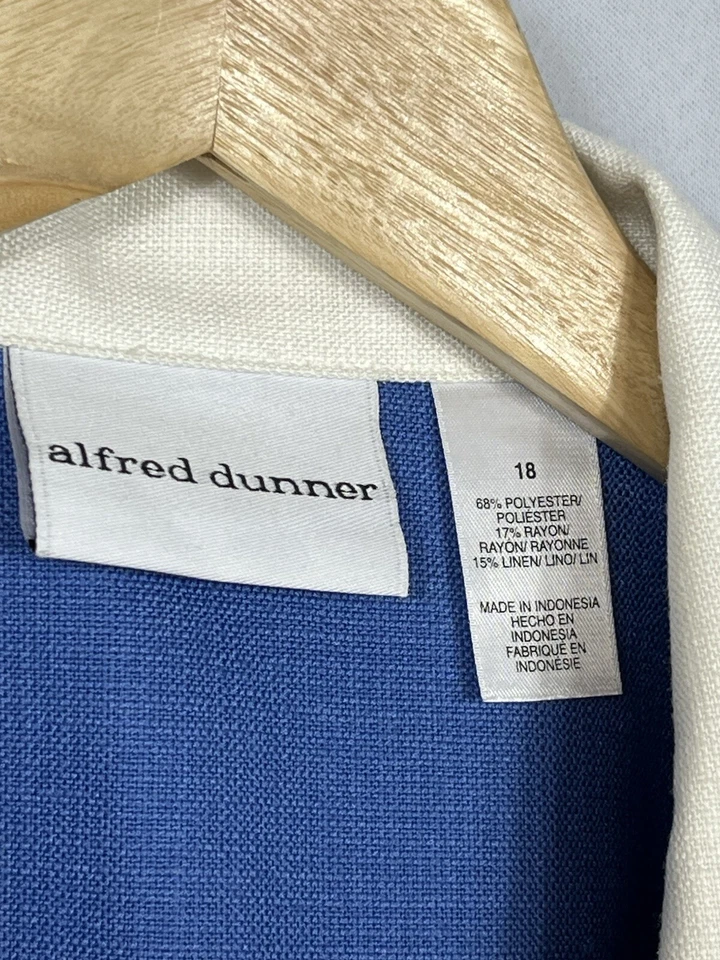 alfred dunner
18
68% POLYESTER/
POLIÉSTER
17% RAYON/
RAYÓN/ RAYONNE
15% LINEN/ LINO/ LIN
MADE IN INDONESIA
HECHO EN
INDONESIA
FABRIQUÉ EN
INDONÉSIE